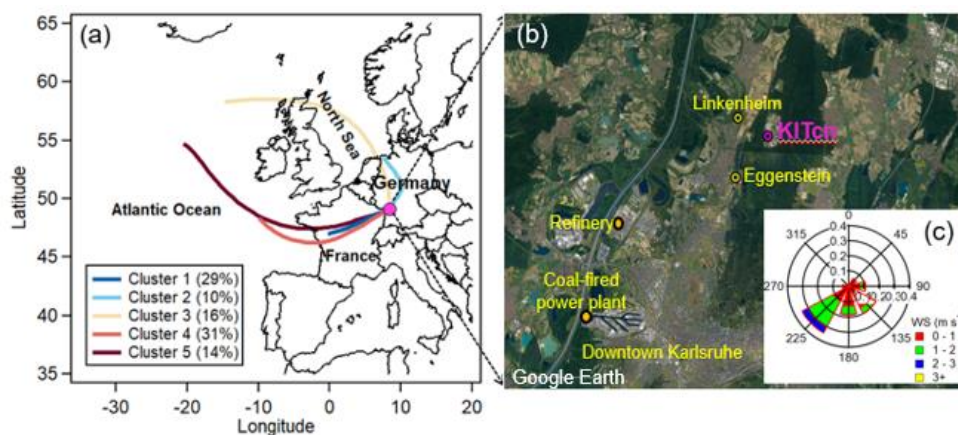 (a)
65
60
55
50
45
40
35
Latitude
North Sea
Germany
Atlantic Ocean
France
Cluster 1 (29%)
Cluster 2 (10%)
Cluster 3 (16%)
Cluster 4 (31%)
Cluster 5 (14%)
-30 -20 -10 0 10 20
Longitude
(b)
Linkenheim
KITcn
Eggenstein
Refinery
Coal-fired
power plant
Downtown Karlsruhe
Google Earth
(c)
0
315 45
0.4
0.3
0.2
0.1
270 90
0.4
225 135
180
WS (m s
0 - 1
1 - 2
2 - 3
3+